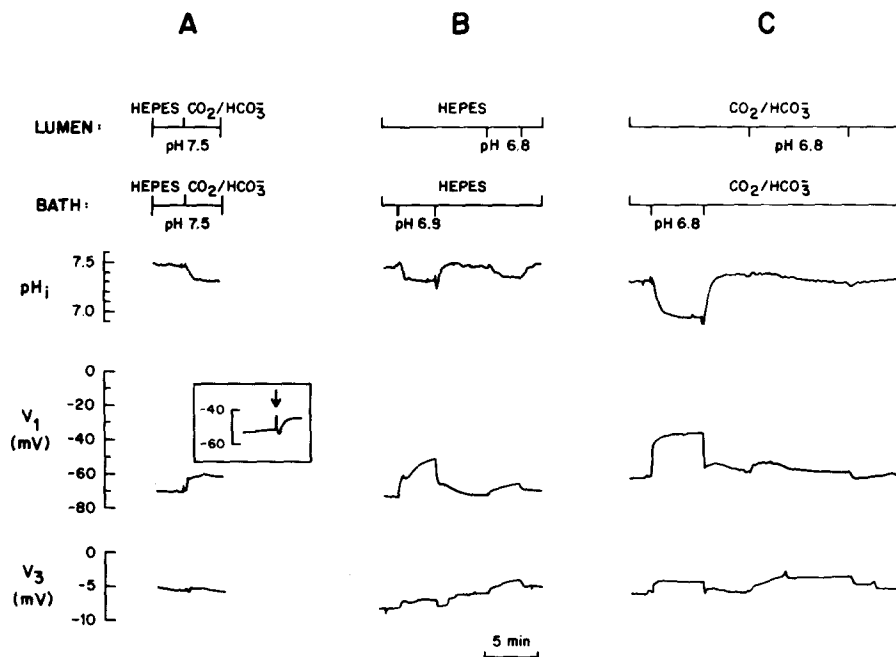 A B C
HEPES CO2/HCO3̄ HEPES CO2/HCO3̄
LUMEN:
pH 7.5 pH 6.8 pH 6.8
HEPES CO2/HCO3̄ HEPES CO2/HCO3̄
BATH:
pH 7.5 pH 6.9 pH 6.8
7.5
pHi
7.0
0
-20
V1 -40
(mV) -60
-80
-40
-60
0
V3 -5
(mV)
-10
5 min